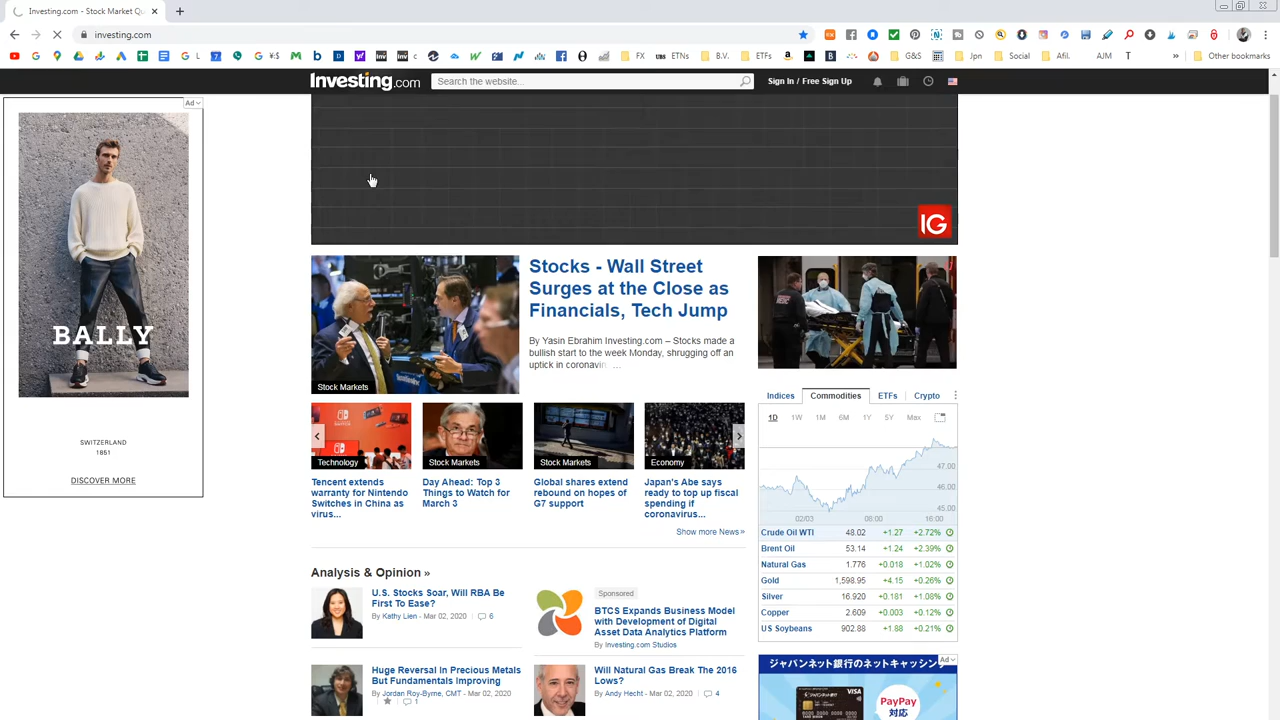 Investing.com - Stock Market Qu
investing.com
G L
G
¥·$
FX
UBS ETNs
B.V.
ETFs
G&S
Jpn
Social
Afil.
AJM
T
»
Other bookmarks
Investing.com
Search the website...
Sign In / Free Sign Up
Ad
BALLY
SWITZERLAND
1851
DISCOVER MORE
IG
Stock Markets
Stocks - Wall Street
Surges at the Close as
Financials, Tech Jump
By Yasin Ebrahim Investing.com – Stocks made a
bullish start to the week Monday, shrugging off an
uptick in coronavin ...
Technology
Tencent extends
warranty for Nintendo
Switches in China as
virus...
Stock Markets
Day Ahead: Top 3
Things to Watch for
March 3
Stock Markets
Global shares extend
rebound on hopes of
G7 support
Economy
Japan's Abe says
ready to top up fiscal
spending if
coronavirus...
Show more News»
Analysis & Opinion »
U.S. Stocks Soar, Will RBA Be
First To Ease?
By Kathy Lien - Mar 02, 2020 | 6
Sponsored
BTCS Expands Business Model
with Development of Digital
Asset Data Analytics Platform
By Investing.com Studios
Huge Reversal In Precious Metals
But Fundamentals Improving
By Jordan Roy-Byrne, CMT - Mar 02, 2020
| 1
Will Natural Gas Break The 2016
Lows?
By Andy Hecht - Mar 02, 2020 | 4
Indices Commodities ETFs Crypto
1D 1W 1M 6M 1Y 5Y Max
47.00
46.00
45.00
02/03 08:00 16:00
Crude Oil WTI 48.02 +1.27 +2.72%
Brent Oil 53.14 +1.24 +2.39%
Natural Gas 1.776 +0.018 +1.02%
Gold 1,598.95 +4.15 +0.26%
Silver 16.920 +0.181 +1.08%
Copper 2.609 +0.003 +0.12%
US Soybeans 902.88 +1.88 +0.21%
Ad
ジャパンネット銀行のネットキャッシン
VISA
PayPay
対応